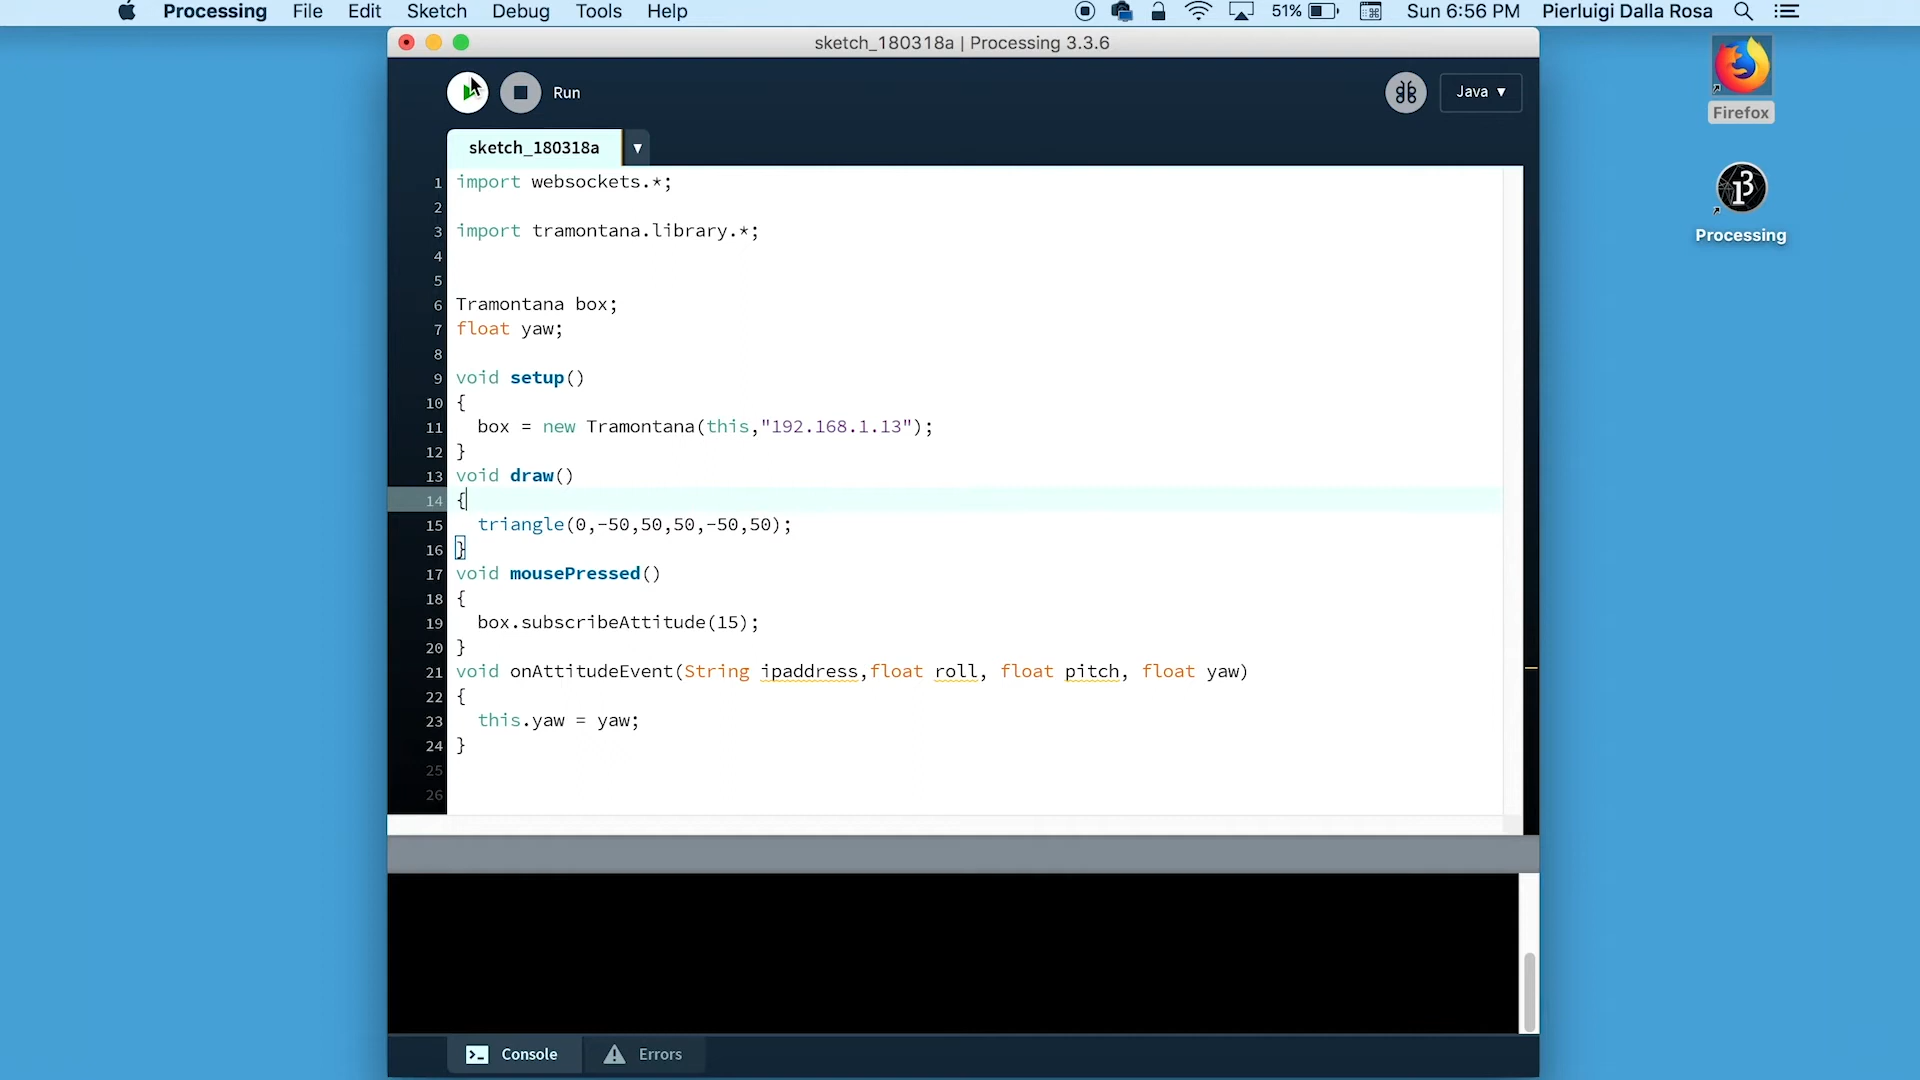 Processing File Edit Sketch Debug Tools Help 51% Sun 6:56 PM Pierluigi Dalla Rosa
sketch_180318a | Processing 3.3.6
Run
Java ▼
Firefox
Processing
sketch_180318a ▼
1 import websockets.*;
2
3 import tramontana.library.*;
4
5
6 Tramontana box;
7 float yaw;
8
9 void setup()
10 {
11 box = new Tramontana(this,"192.168.1.13");
12 }
13 void draw()
14 {
15 triangle(0,-50,50,50,-50,50);
16 }
17 void mousePressed()
18 {
19 box.subscribeAttitude(15);
20 }
21 void onAttitudeEvent(String ipaddress,float roll, float pitch, float yaw)
22 {
23 this.yaw = yaw;
24 }
25
26
Console Errors